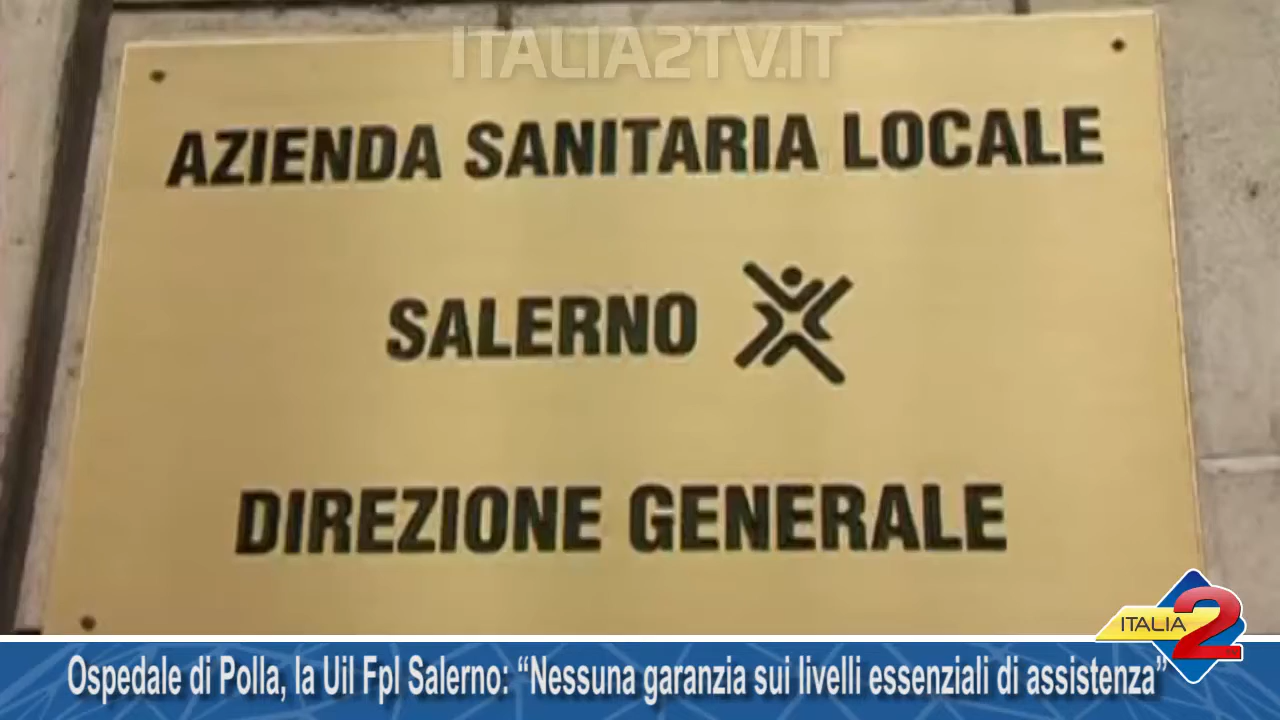 ITALIA2TV.IT
AZIENDA SANITARIA LOCALE
SALERNO
DIREZIONE GENERALE
ITALIA 2
Ospedale di Polla, la Uil Fpl Salerno: “Nessuna garanzia sui livelli essenziali di assistenza”